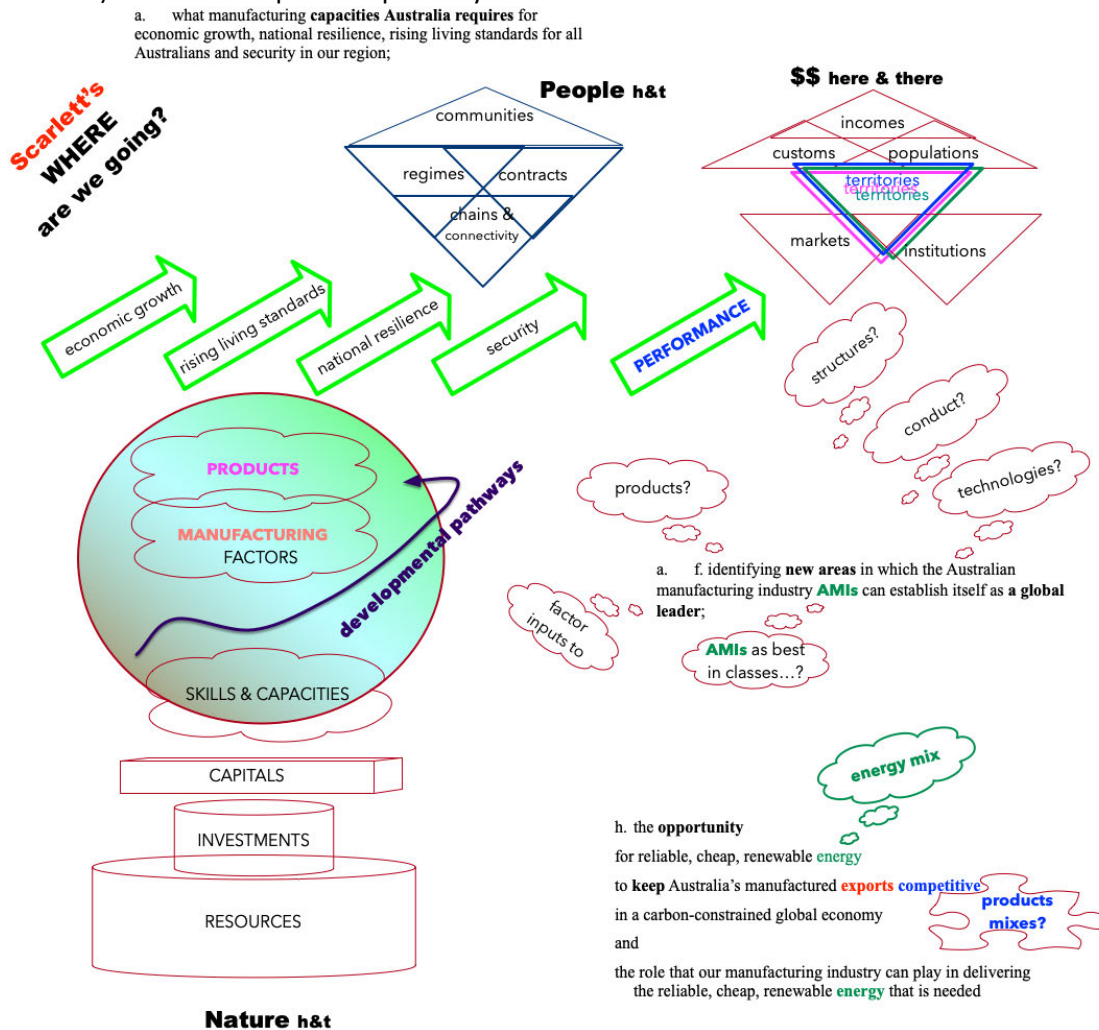 a. what manufacturing capacities Australia requires for
economic growth, national resilience, rising living standards for all
Australians and security in our region;
Scarlett's
WHERE
are we going?
People h&t
communities
regimes
contracts
chains &
connectivity
$$ here & there
incomes
customs
populations
territories
territories
territories
markets
institutions
economic growth
rising living standards
national resilience
security
PERFORMANCE
structures?
conduct?
technologies?
products?
PRODUCTS
MANUFACTURING
FACTORS
developmental pathways
SKILLS & CAPACITIES
a. f. identifying new areas in which the Australian
manufacturing industry AMIs can establish itself as a global
leader;
factor
inputs to
AMIs as best
in classes...?
CAPITALS
INVESTMENTS
RESOURCES
Nature h&t
energy mix
h. the opportunity
for reliable, cheap, renewable energy
to keep Australia's manufactured exports competitive
in a carbon-constrained global economy
and
the role that our manufacturing industry can play in delivering
the reliable, cheap, renewable energy that is needed
products
mixes?